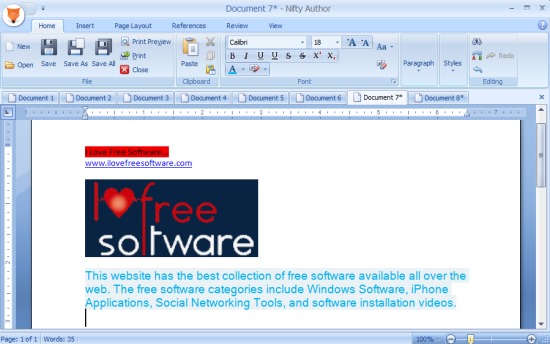 Document 7* - Nifty Author
Home Insert Page Layout References Review View
New
Open
Save
Save As
Save All
Print Preview
Print
Close
File
Paste
Clipboard
Calibri 18
B I U
Font
Aa
Paragraph
Styles
Redo
Editing
Document 1 Document 2 Document 3 Document 4 Document 5 Document 6 Document 7* Document 8*
I Love Free Software...
www.ilovefreesoftware.com
I free
software
This website has the best collection of free software available all over the
web. The free software categories include Windows Software, iPhone
Applications, Social Networking Tools, and software installation videos.
Page: 1 of 1 Words: 35 100%